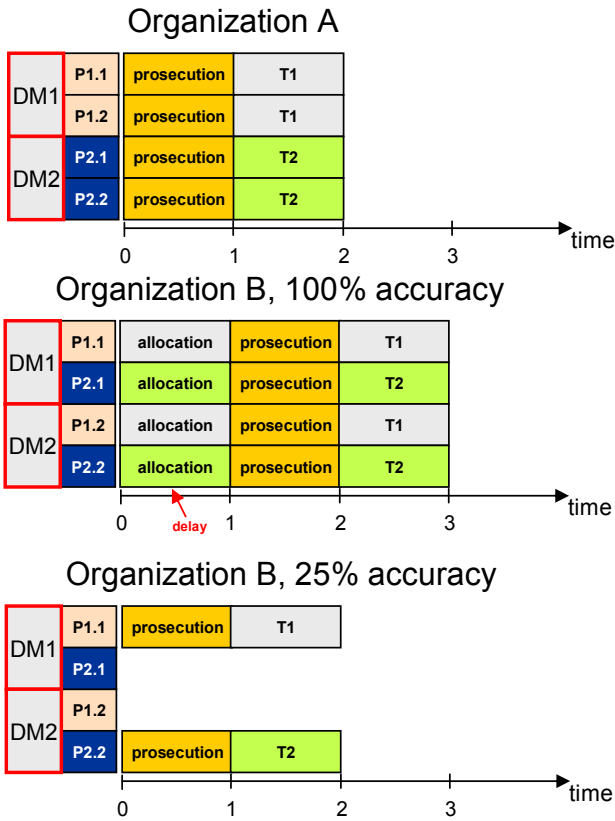 Organization A
DM1 P1.1 prosecution T1
P1.2 prosecution T1
DM2 P2.1 prosecution T2
P2.2 prosecution T2
0 1 2 3 time
Organization B, 100% accuracy
DM1 P1.1 allocation prosecution T1
P2.1 allocation prosecution T2
DM2 P1.2 allocation prosecution T1
P2.2 allocation prosecution T2
0 delay 1 2 3 time
Organization B, 25% accuracy
DM1 P1.1 prosecution T1
P2.1
DM2 P1.2
P2.2 prosecution T2
0 1 2 3 time